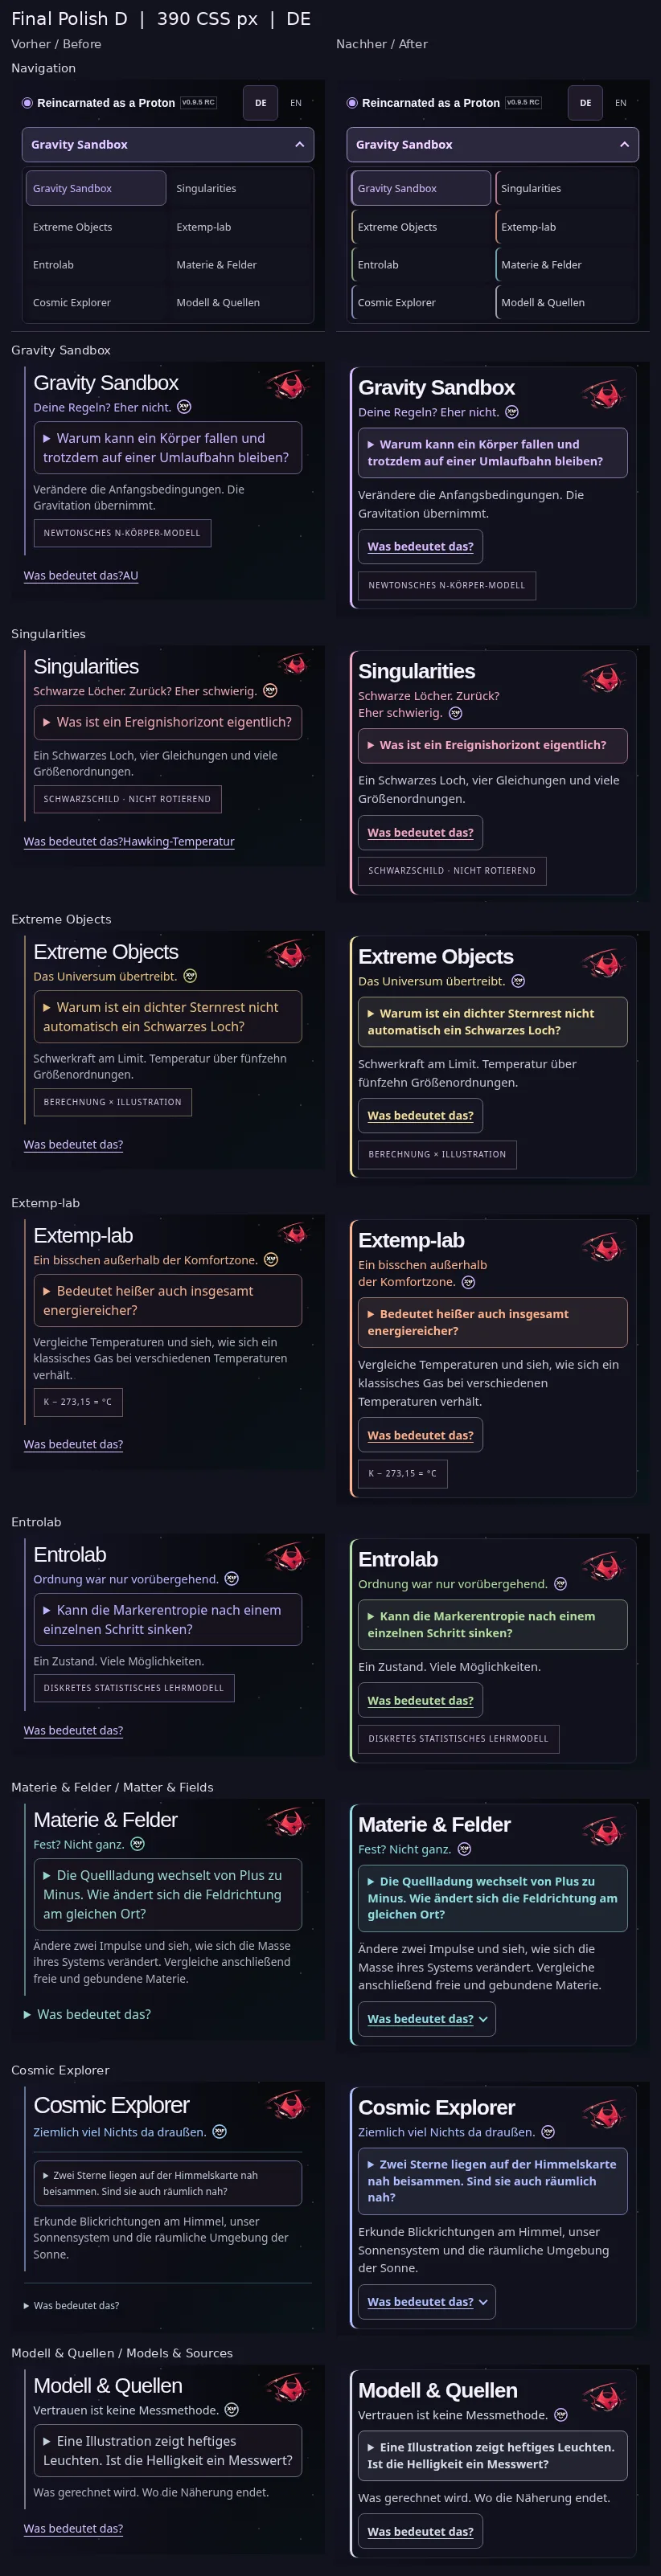 Final Polish D | 390 CSS px | DE
Vorher / Before
Nachher / After
Navigation
Reincarnated as a Proton v0.9.5 RC DE EN
Gravity Sandbox
Gravity Sandbox Singularities
Extreme Objects Extemp-lab
Entrolab Materie & Felder
Cosmic Explorer Modell & Quellen
Reincarnated as a Proton v0.9.5 RC DE EN
Gravity Sandbox
Gravity Sandbox Singularities
Extreme Objects Extemp-lab
Entrolab Materie & Felder
Cosmic Explorer Modell & Quellen
Gravity Sandbox
Gravity Sandbox
Deine Regeln? Eher nicht.
▶ Warum kann ein Körper fallen und
trotzdem auf einer Umlaufbahn bleiben?
Verändere die Anfangsbedingungen. Die
Gravitation übernimmt.
NEWTONSCHES N-KÖRPER-MODELL
Was bedeutet das?AU
Gravity Sandbox
Deine Regeln? Eher nicht.
▶ Warum kann ein Körper fallen und
trotzdem auf einer Umlaufbahn bleiben?
Verändere die Anfangsbedingungen. Die
Gravitation übernimmt.
Was bedeutet das?
NEWTONSCHES N-KÖRPER-MODELL
Singularities
Singularities
Schwarze Löcher. Zurück? Eher schwierig.
▶ Was ist ein Ereignishorizont eigentlich?
Ein Schwarzes Loch, vier Gleichungen und viele
Größenordnungen.
SCHWARZSCHILD · NICHT ROTIEREND
Was bedeutet das?Hawking-Temperatur
Singularities
Schwarze Löcher. Zurück?
Eher schwierig.
▶ Was ist ein Ereignishorizont eigentlich?
Ein Schwarzes Loch, vier Gleichungen und viele
Größenordnungen.
Was bedeutet das?
SCHWARZSCHILD · NICHT ROTIEREND
Extreme Objects
Extreme Objects
Das Universum übertreibt.
▶ Warum ist ein dichter Sternrest nicht
automatisch ein Schwarzes Loch?
Schwerkraft am Limit. Temperatur über fünfzehn
Größenordnungen.
BERECHNUNG × ILLUSTRATION
Was bedeutet das?
Extreme Objects
Das Universum übertreibt.
▶ Warum ist ein dichter Sternrest nicht
automatisch ein Schwarzes Loch?
Schwerkraft am Limit. Temperatur über
fünfzehn Größenordnungen.
Was bedeutet das?
BERECHNUNG × ILLUSTRATION
Extemp-lab
Extemp-lab
Ein bisschen außerhalb der Komfortzone.
▶ Bedeutet heißer auch insgesamt
energiereicher?
Vergleiche Temperaturen und sieh, wie sich ein
klassisches Gas bei verschiedenen Temperaturen
verhält.
K − 273,15 = °C
Was bedeutet das?
Extemp-lab
Ein bisschen außerhalb
der Komfortzone.
▶ Bedeutet heißer auch insgesamt
energiereicher?
Vergleiche Temperaturen und sieh, wie sich ein
klassisches Gas bei verschiedenen
Temperaturen verhält.
Was bedeutet das?
K − 273,15 = °C
Entrolab
Entrolab
Ordnung war nur vorübergehend.
▶ Kann die Markerentropie nach einem
einzelnen Schritt sinken?
Ein Zustand. Viele Möglichkeiten.
DISKRETES STATISTISCHES LEHRMODELL
Was bedeutet das?
Entrolab
Ordnung war nur vorübergehend.
▶ Kann die Markerentropie nach einem
einzelnen Schritt sinken?
Ein Zustand. Viele Möglichkeiten.
Was bedeutet das?
DISKRETES STATISTISCHES LEHRMODELL
Materie & Felder / Matter & Fields
Materie & Felder
Fest? Nicht ganz.
▶ Die Quellladung wechselt von Plus zu
Minus. Wie ändert sich die Feldrichtung
am gleichen Ort?
Ändere zwei Impulse und sieh, wie sich die Masse
ihres Systems verändert. Vergleiche anschließend
freie und gebundene Materie.
▶ Was bedeutet das?
Materie & Felder
Fest? Nicht ganz.
▶ Die Quellladung wechselt von Plus zu
Minus. Wie ändert sich die Feldrichtung am
gleichen Ort?
Ändere zwei Impulse und sieh, wie sich die
Masse ihres Systems verändert. Vergleiche
anschließend freie und gebundene Materie.
Was bedeutet das?
Cosmic Explorer
Cosmic Explorer
Ziemlich viel Nichts da draußen.
▶ Zwei Sterne liegen auf der Himmelskarte nah
beisammen. Sind sie auch räumlich nah?
Erkunde Blickrichtungen am Himmel, unser
Sonnensystem und die räumliche Umgebung der
Sonne.
▶ Was bedeutet das?
Cosmic Explorer
Ziemlich viel Nichts da draußen.
▶ Zwei Sterne liegen auf der Himmelskarte
nah beisammen. Sind sie auch räumlich
nah?
Erkunde Blickrichtungen am Himmel, unser
Sonnensystem und die räumliche Umgebung
der Sonne.
Was bedeutet das?
Modell & Quellen / Models & Sources
Modell & Quellen
Vertrauen ist keine Messmethode.
▶ Eine Illustration zeigt heftiges
Leuchten. Ist die Helligkeit ein Messwert?
Was gerechnet wird. Wo die Näherung endet.
Was bedeutet das?
Modell & Quellen
Vertrauen ist keine Messmethode.
▶ Eine Illustration zeigt heftiges Leuchten.
Ist die Helligkeit ein Messwert?
Was gerechnet wird. Wo die Näherung endet.
Was bedeutet das?